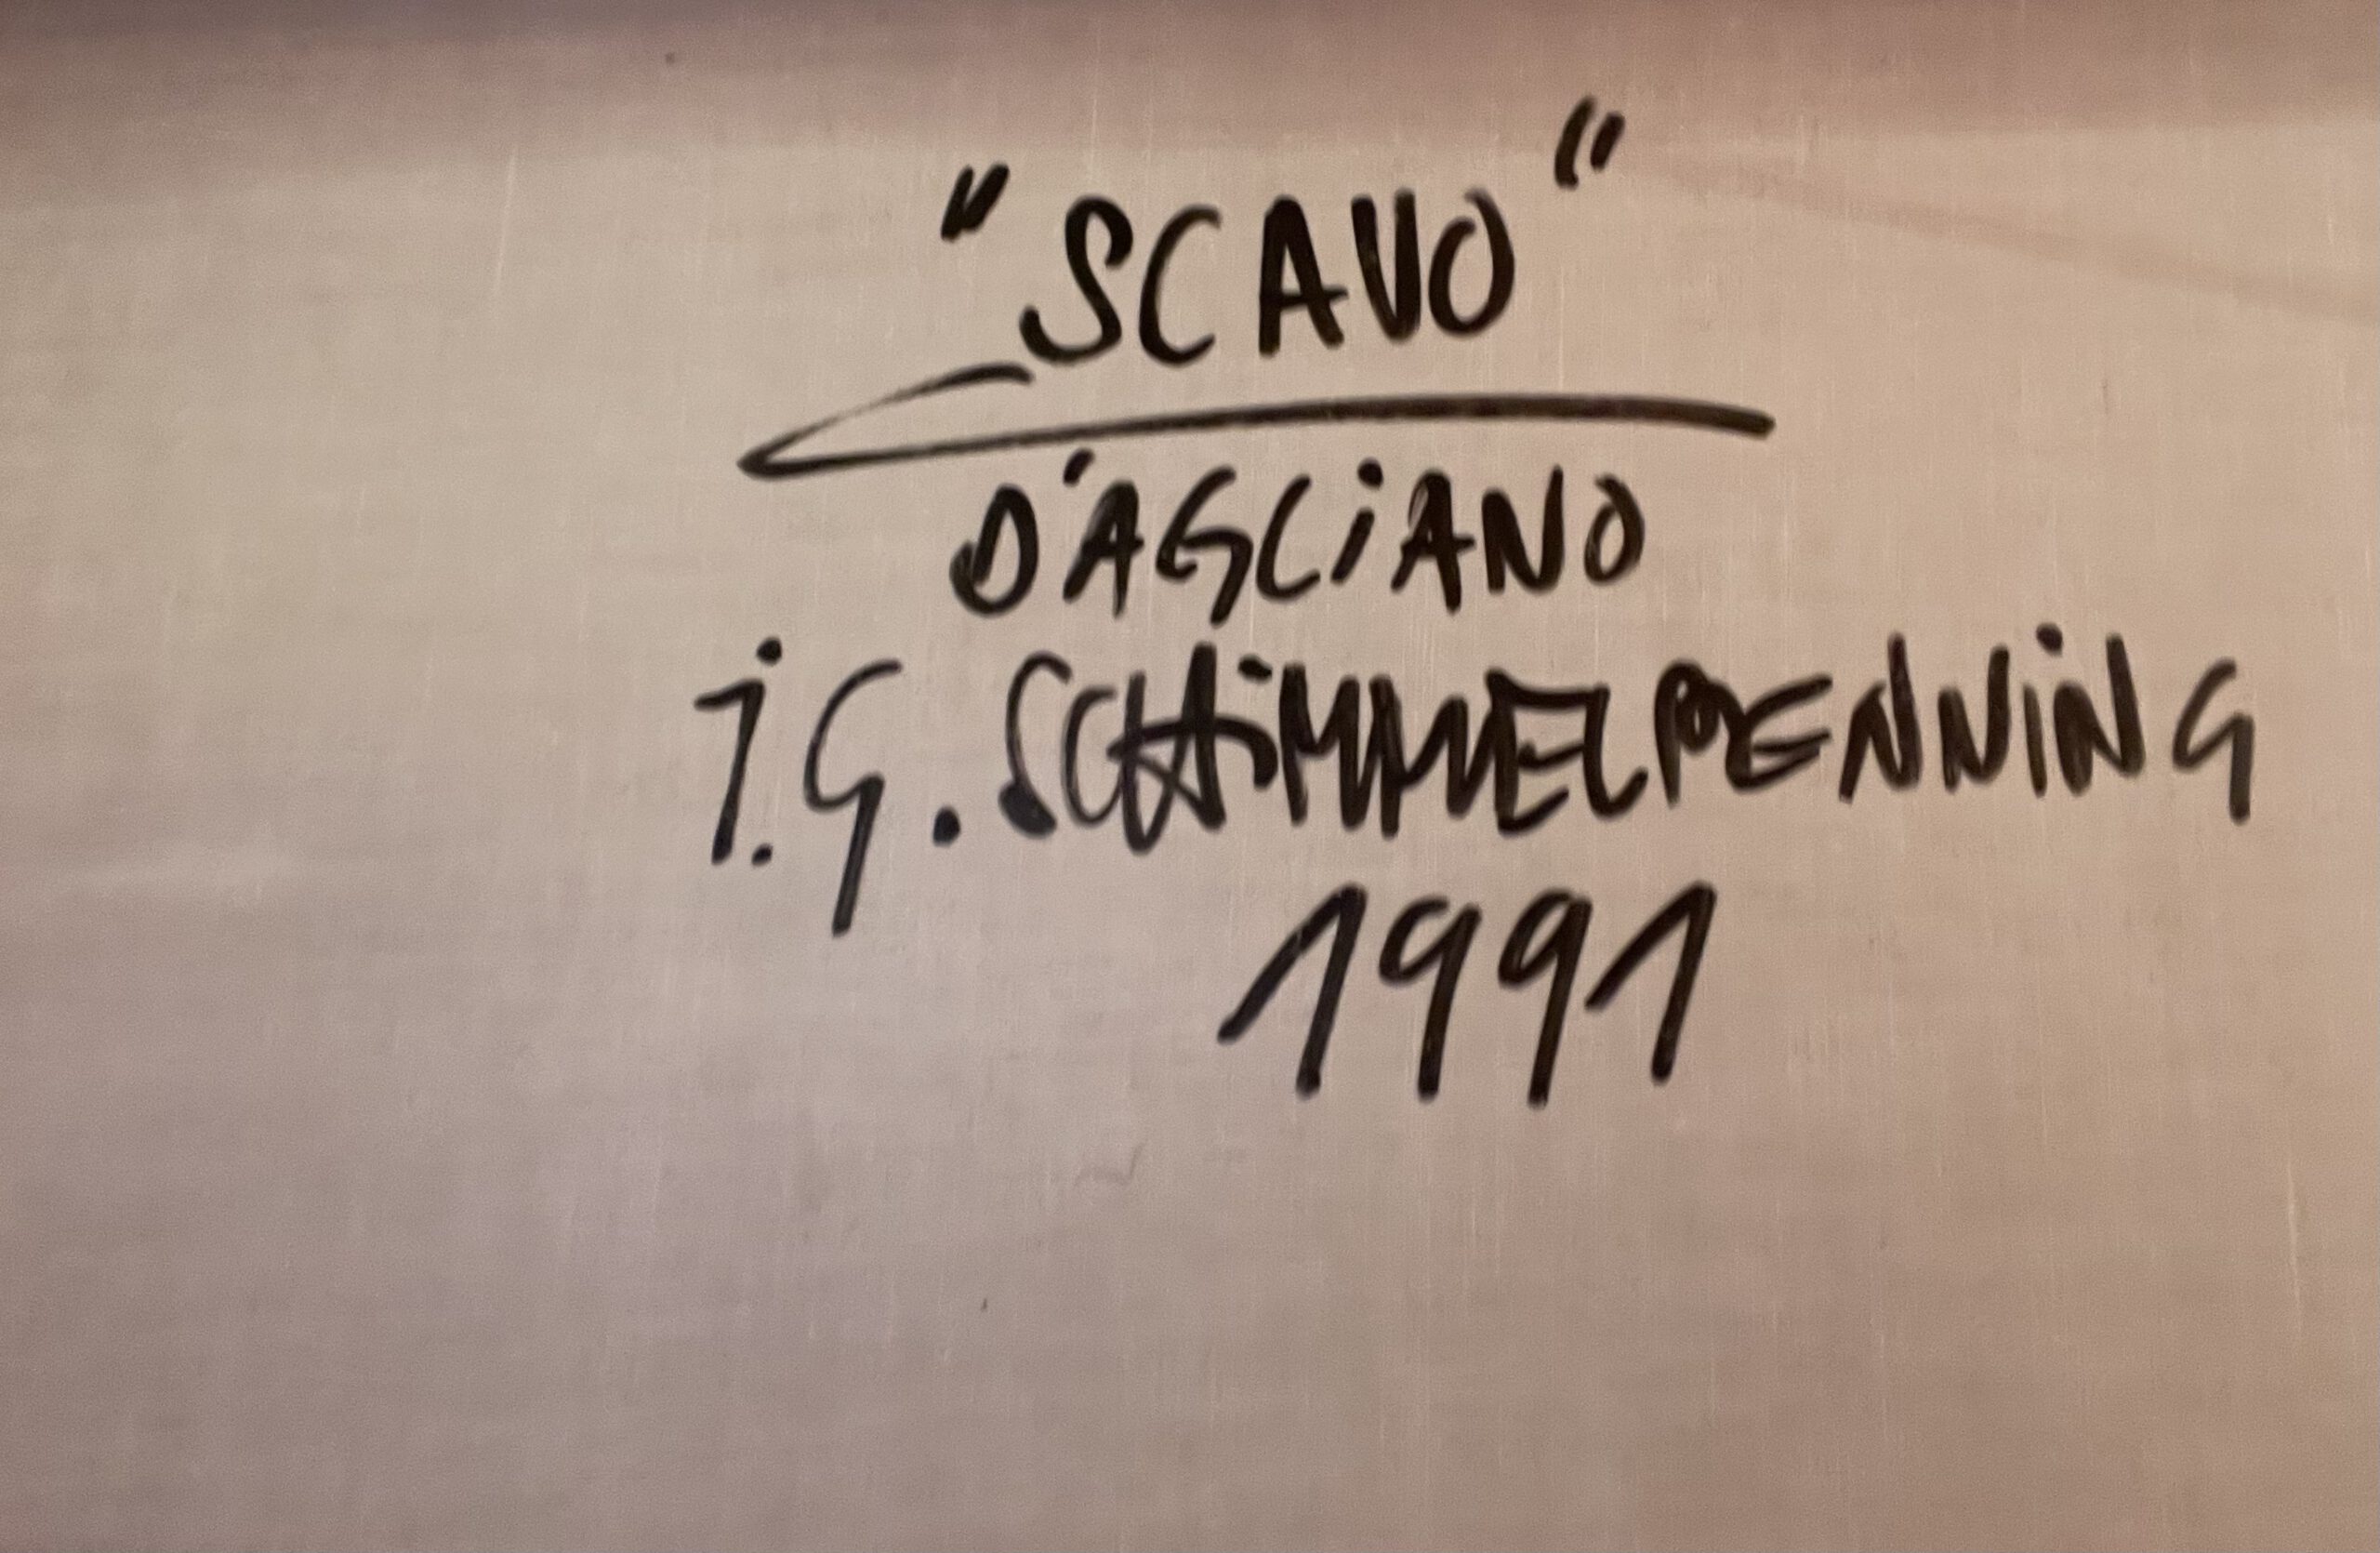 "SCAVO"
D'AGLIANO
J.G. SCHIMMELPENNING
1991